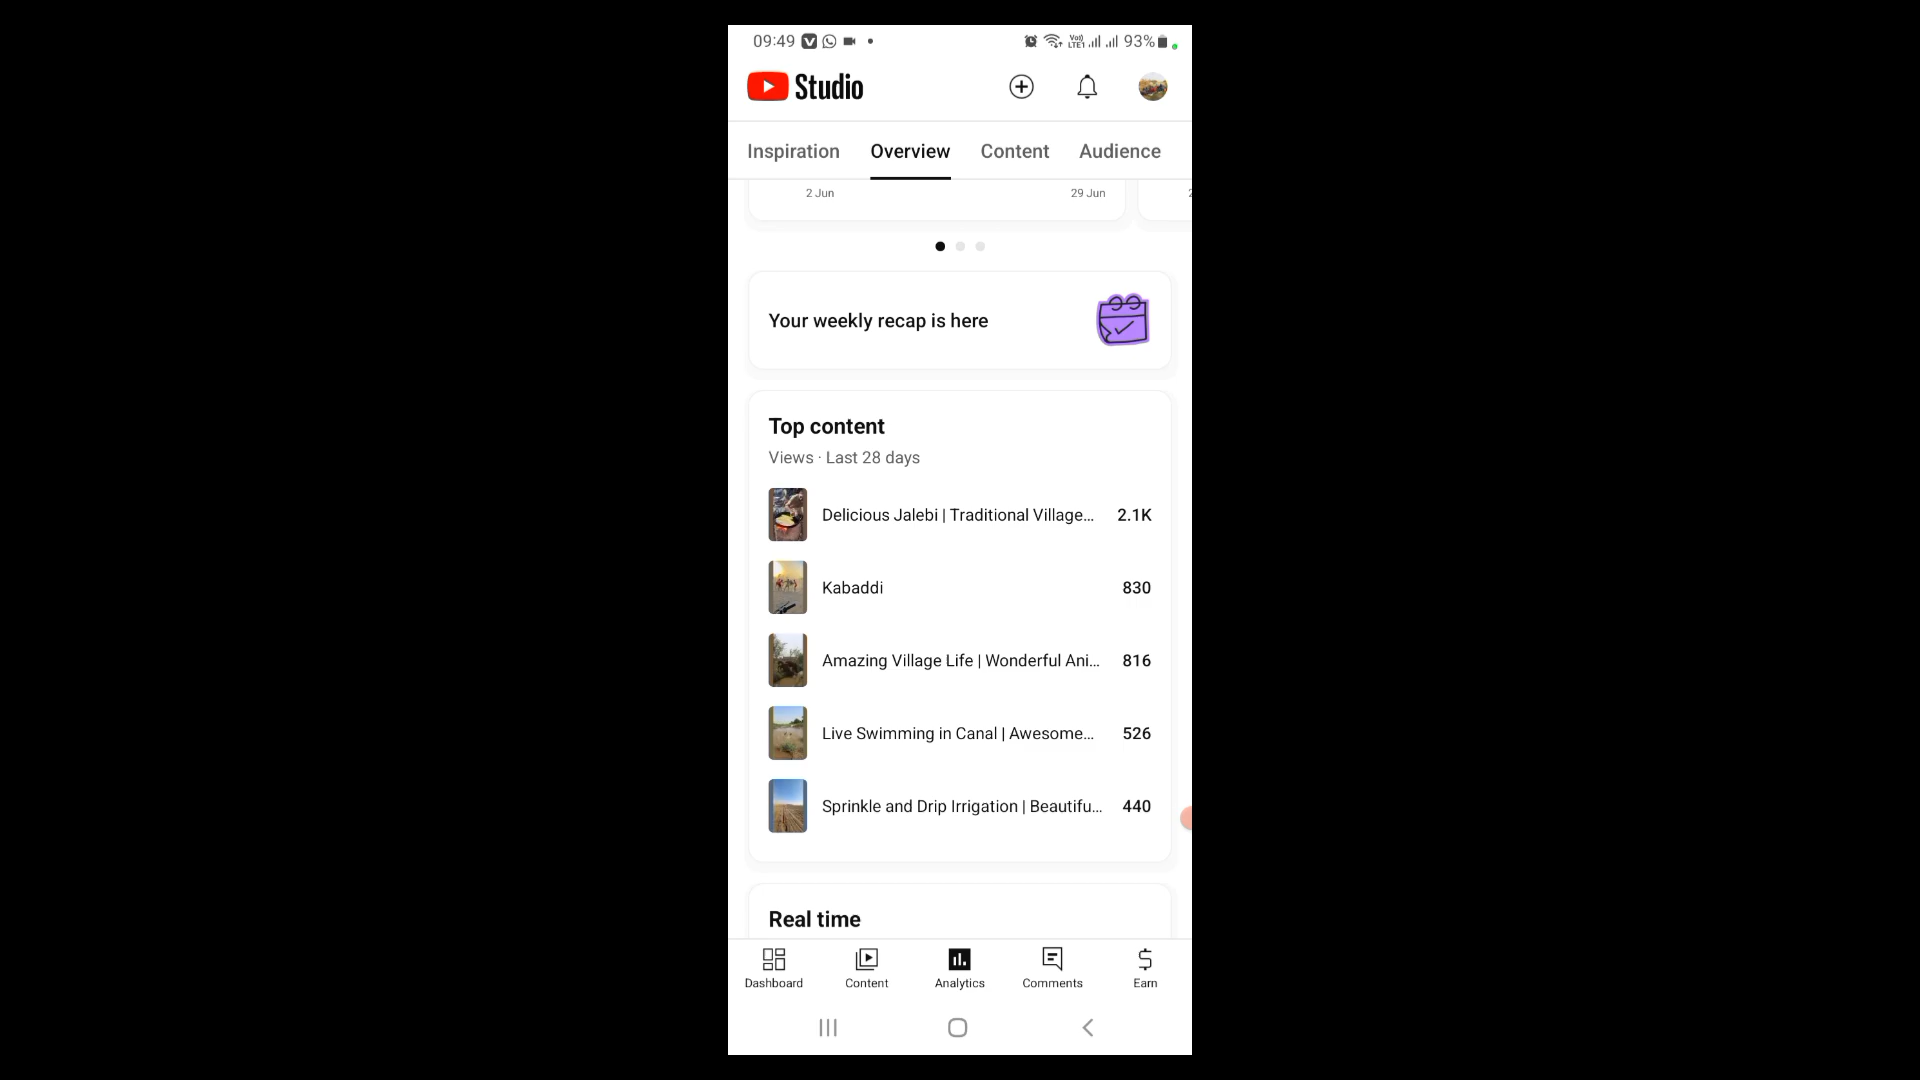 09:49 93%
Studio
Inspiration Overview Content Audience
2 Jun 29 Jun
Your weekly recap is here
Top content
Views · Last 28 days
Delicious Jalebi | Traditional Village... 2.1K
Kabaddi 830
Amazing Village Life | Wonderful Ani... 816
Live Swimming in Canal | Awesome... 526
Sprinkle and Drip Irrigation | Beautifu... 440
Real time
Dashboard Content Analytics Comments Earn